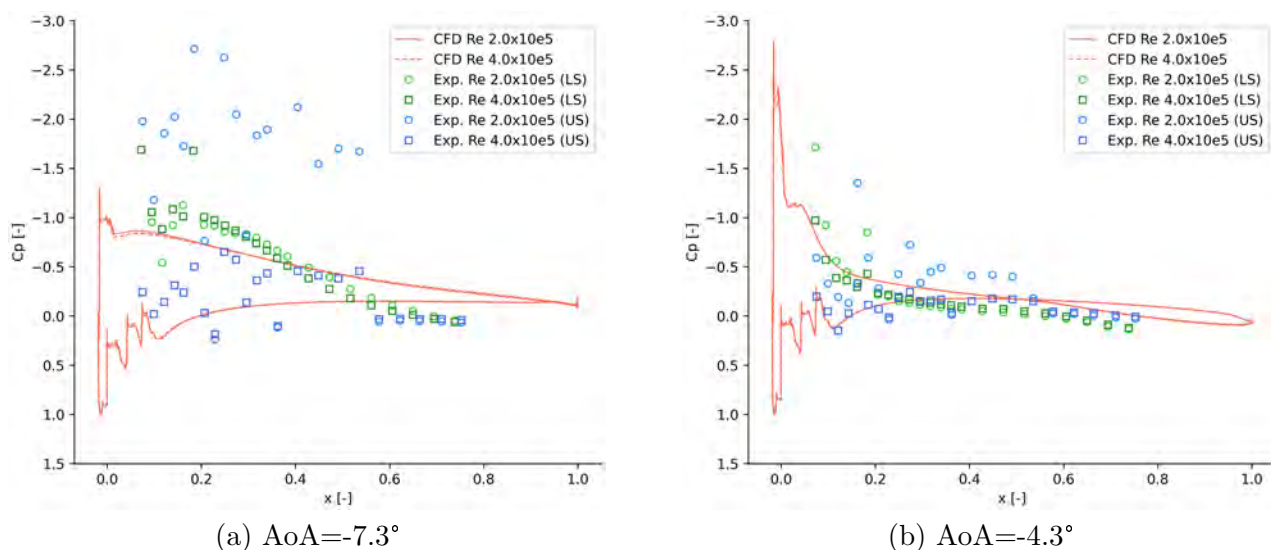 −3.0
−2.5
−2.0
−1.5
−1.0
−0.5
0.0
0.5
1.0
1.5
Cp [-]
0.0
0.2
0.4
0.6
0.8
1.0
x [-]
CFD Re 2.0x10e5
CFD Re 4.0x10e5
Exp. Re 2.0x10e5 (LS)
Exp. Re 4.0x10e5 (LS)
Exp. Re 2.0x10e5 (US)
Exp. Re 4.0x10e5 (US)
(a) AoA=-7.3°
−3.0
−2.5
−2.0
−1.5
−1.0
−0.5
0.0
0.5
1.0
1.5
Cp [-]
0.0
0.2
0.4
0.6
0.8
1.0
x [-]
CFD Re 2.0x10e5
CFD Re 4.0x10e5
Exp. Re 2.0x10e5 (LS)
Exp. Re 4.0x10e5 (LS)
Exp. Re 2.0x10e5 (US)
Exp. Re 4.0x10e5 (US)
(b) AoA=-4.3°